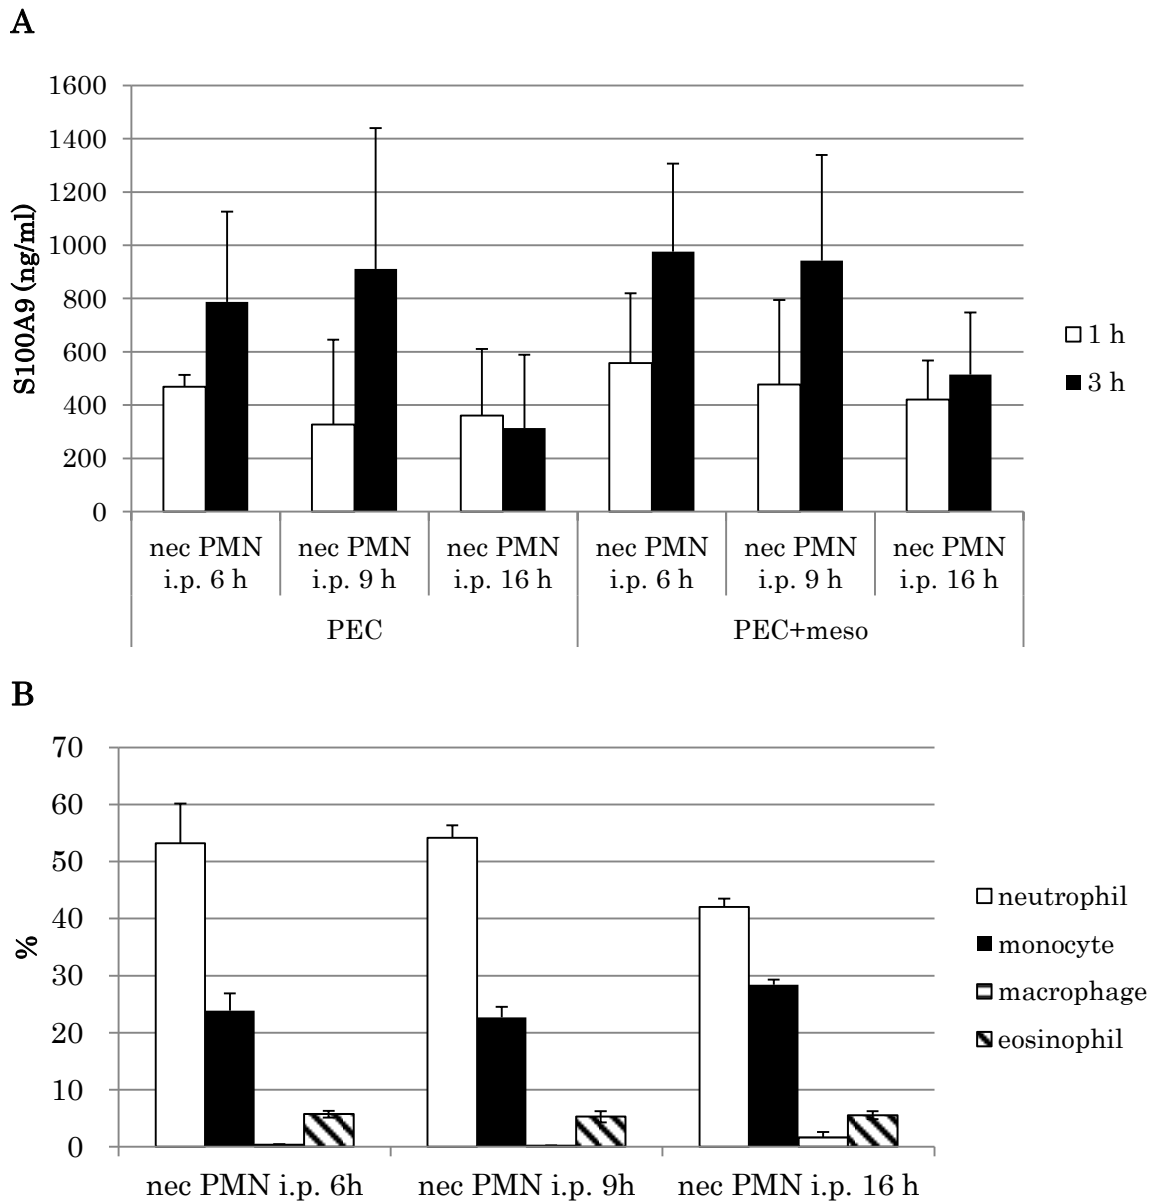 A
1600
1400
1200
1000
800
600
400
200
0
S100A9 (ng/ml)
nec PMN i.p. 6 h
nec PMN i.p. 9 h
nec PMN i.p. 16 h
nec PMN i.p. 6 h
nec PMN i.p. 9 h
nec PMN i.p. 16 h
PEC
PEC+meso
1 h
3 h
B
70
60
50
40
30
20
10
0
%
nec PMN i.p. 6h
nec PMN i.p. 9h
nec PMN i.p. 16 h
neutrophil
monocyte
macrophage
eosinophil